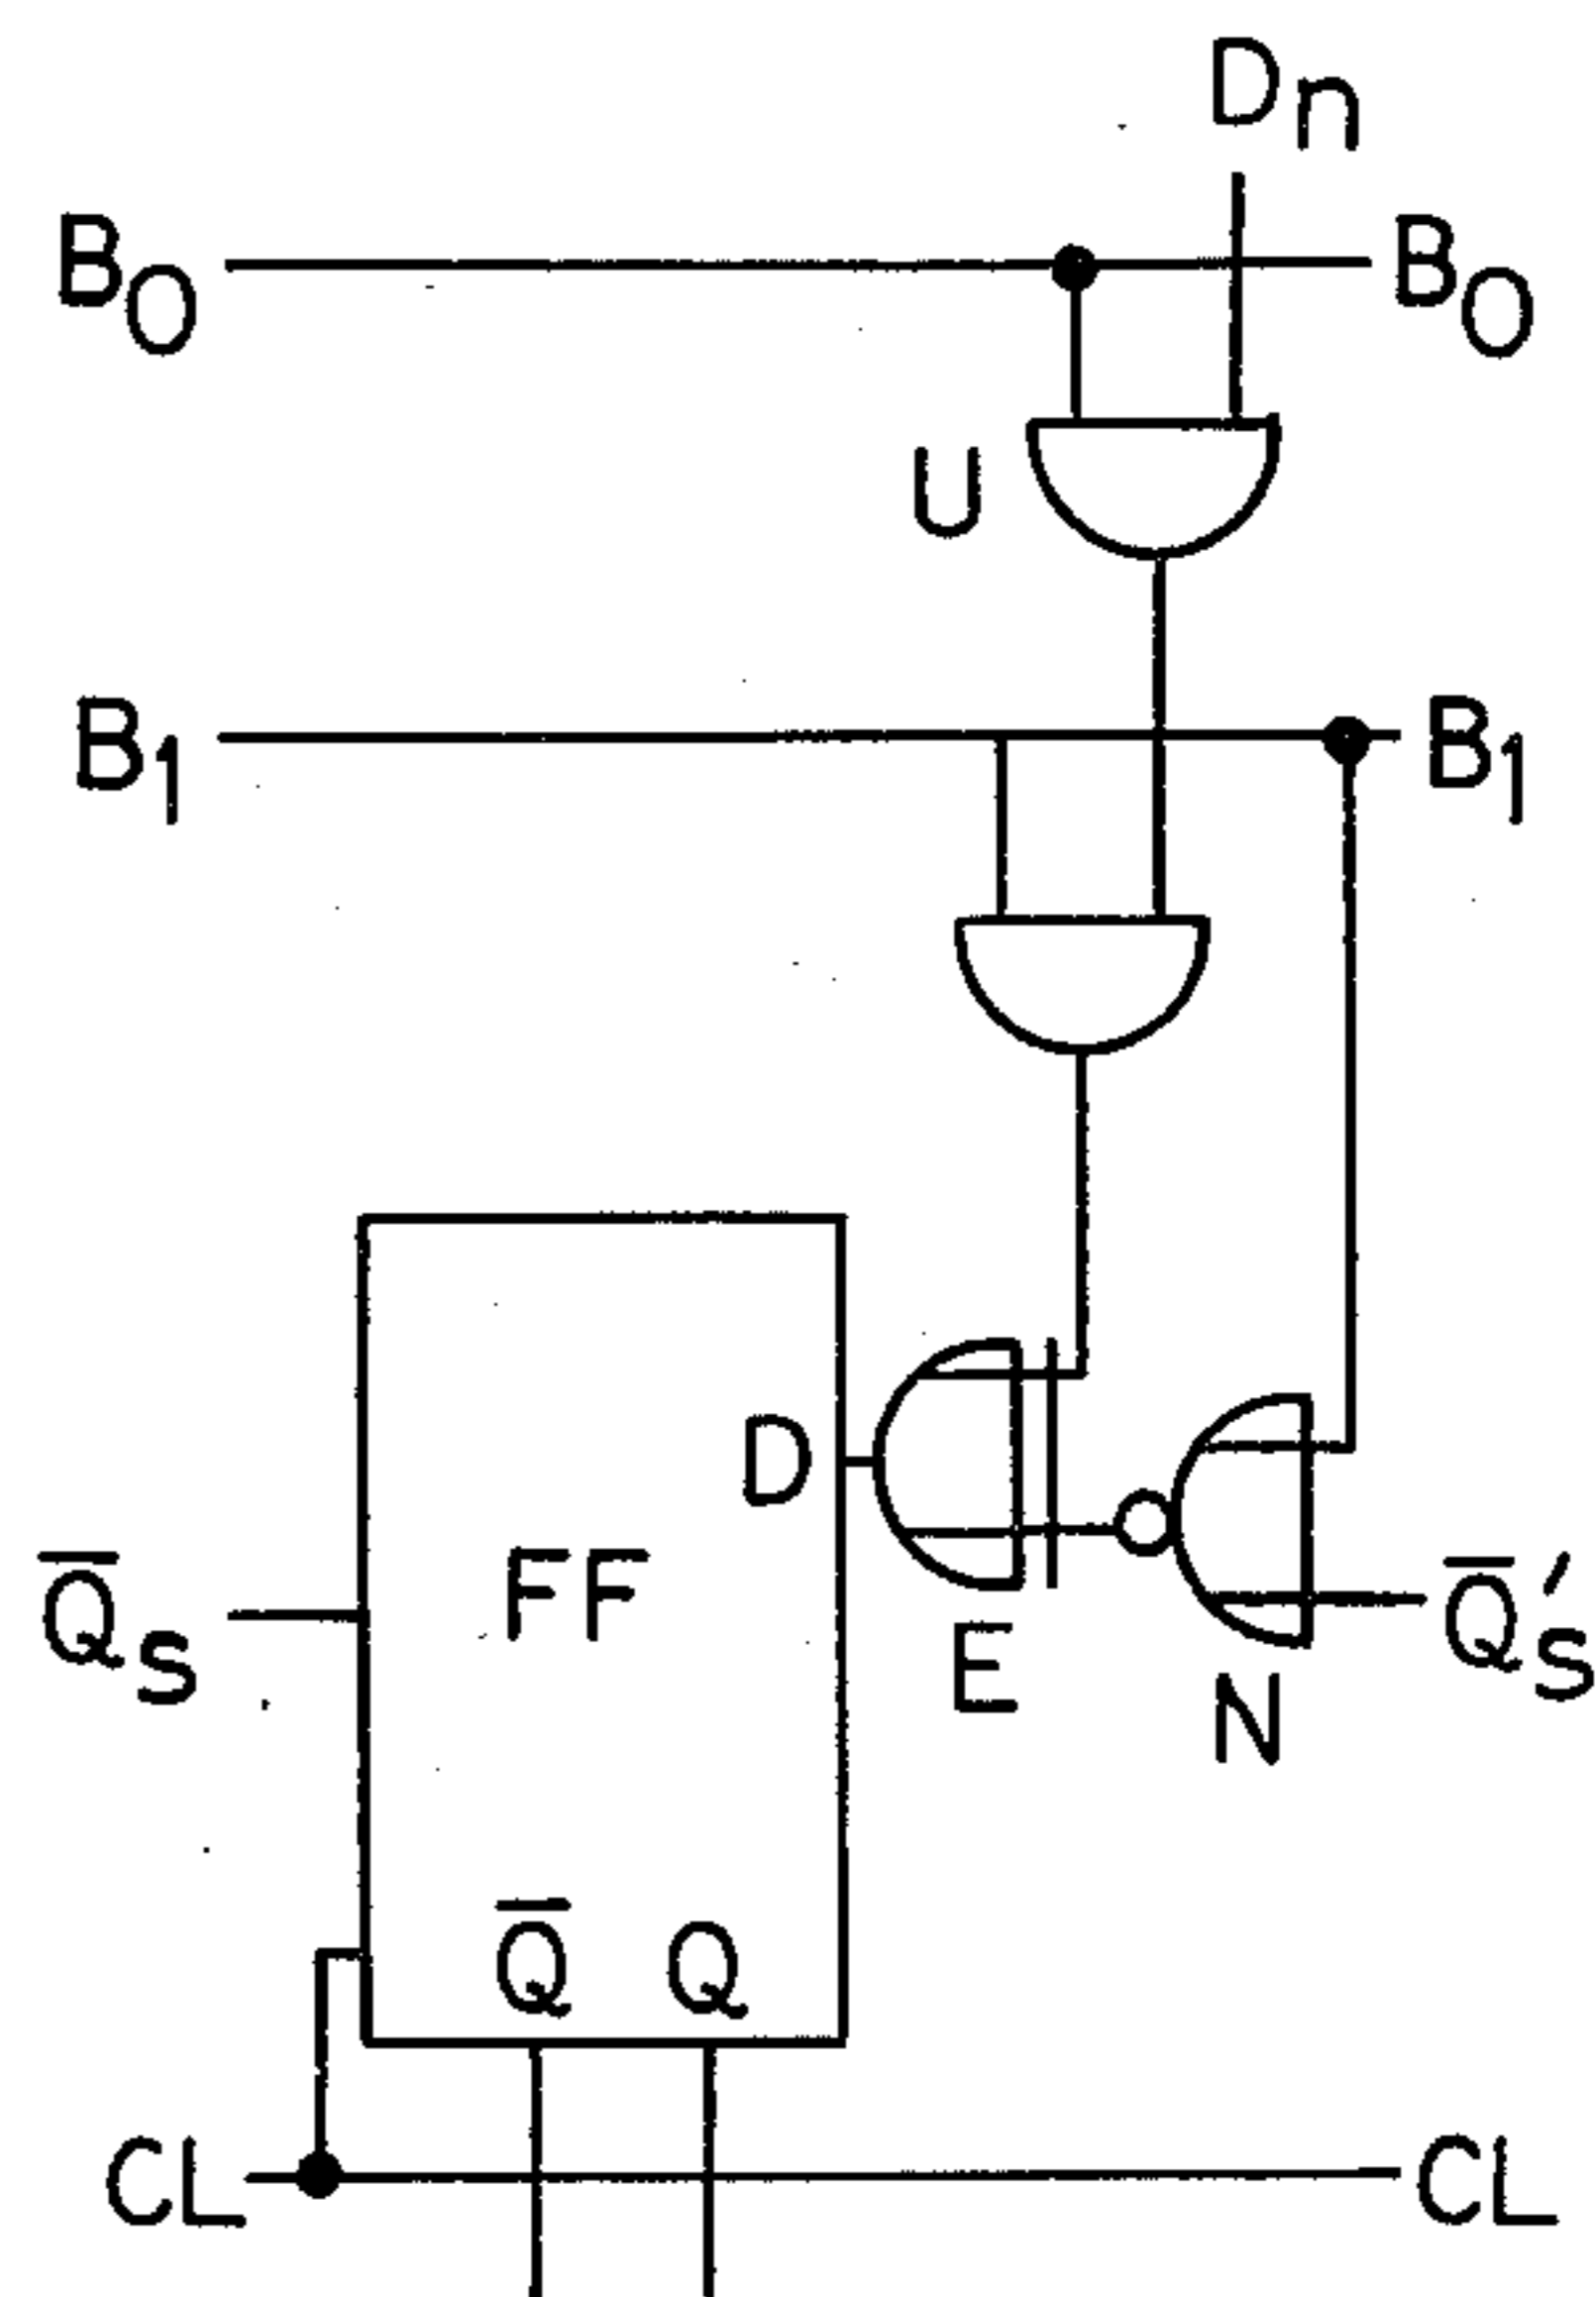 Dn
B0 B0
U
B1 B1
D
FF
Q̅S Q̅'S
E
N
Q̅ Q
CL CL